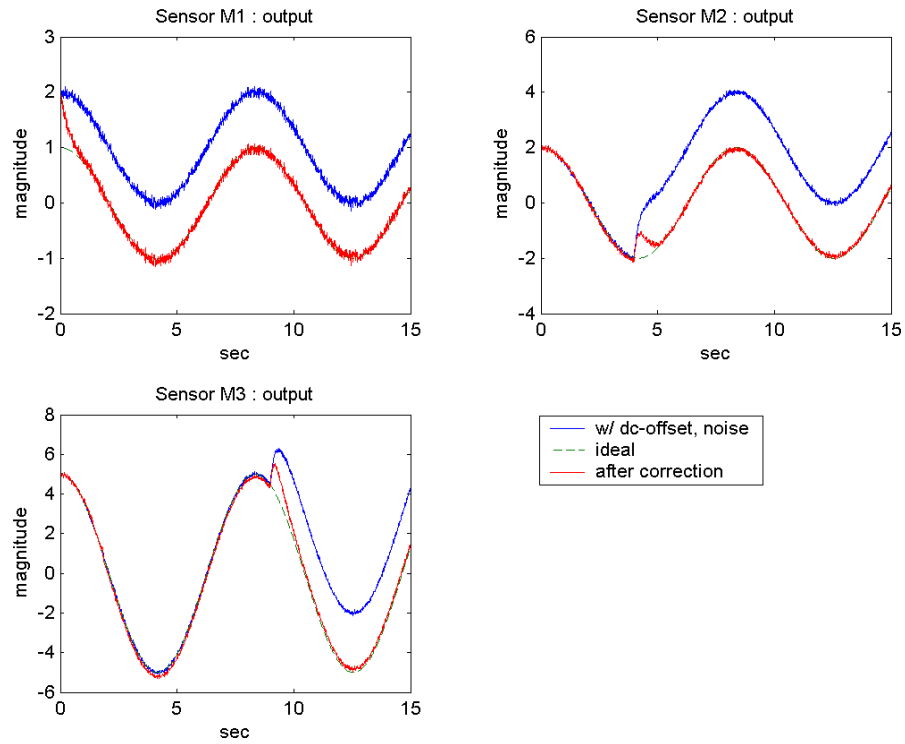 Sensor M1 : output
3
2
1
0
-1
-2
magnitude
0
5
10
15
sec
Sensor M2 : output
6
4
2
0
-2
-4
magnitude
0
5
10
15
sec
Sensor M3 : output
8
6
4
2
0
-2
-4
-6
magnitude
0
5
10
15
sec
w/ dc-offset, noise
ideal
after correction